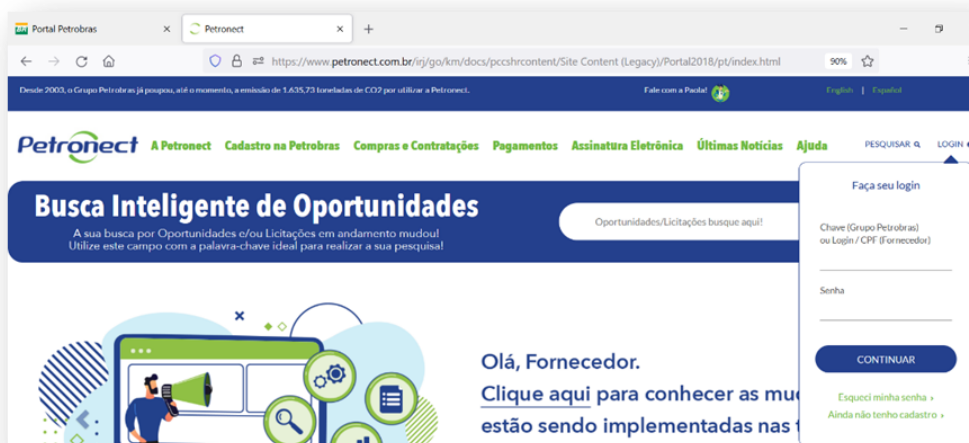 Portal Petrobras
Petronect
https://www.petronect.com.br/irj/go/km/docs/pccshrcontent/Site Content (Legacy)/Portal2018/pt/index.html
90%
Desde 2003, o Grupo Petrobras já poupou, até o momento, a emissão de 1.635,73 toneladas de CO2 por utilizar a Petronect.
Fale com a Paola!
English | Español
Petronect
A Petronect Cadastro na Petrobras Compras e Contratações Pagamentos Assinatura Eletrônica Últimas Notícias Ajuda
PESQUISAR LOGIN
Busca Inteligente de Oportunidades
A sua busca por Oportunidades e/ou Licitações em andamento mudou!
Utilize este campo com a palavra-chave ideal para realizar a sua pesquisa!
Oportunidades/Licitações busque aqui!
Faça seu login
Chave (Grupo Petrobras)
ou Login / CPF (Fornecedor)
Senha
CONTINUAR
Esqueci minha senha
Ainda não tenho cadastro
Olá, Fornecedor.
Clique aqui para conhecer as mu
estão sendo implementadas nas